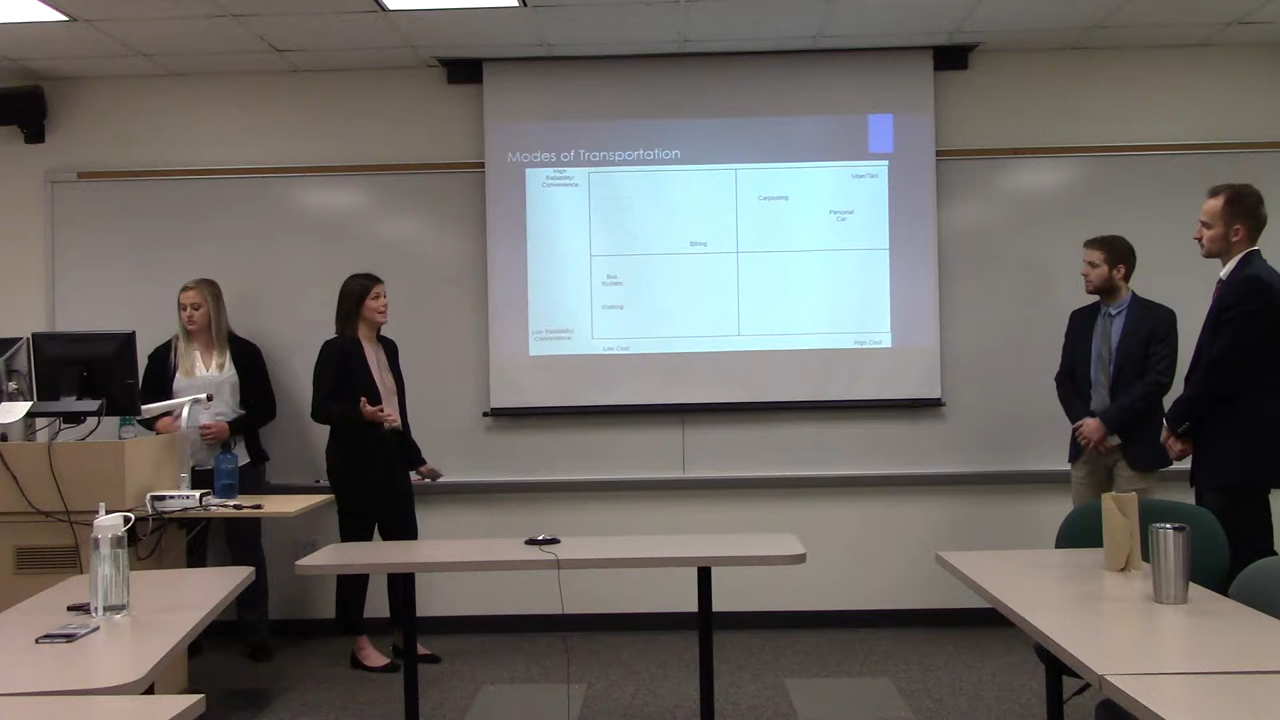 Modes of Transportation
High
Reliability/
Convenience
Uber/Taxi
Carpooling
Personal
Car
Biking
Bus
System
Walking
Low Reliability/
Convenience
Low Cost
High Cost